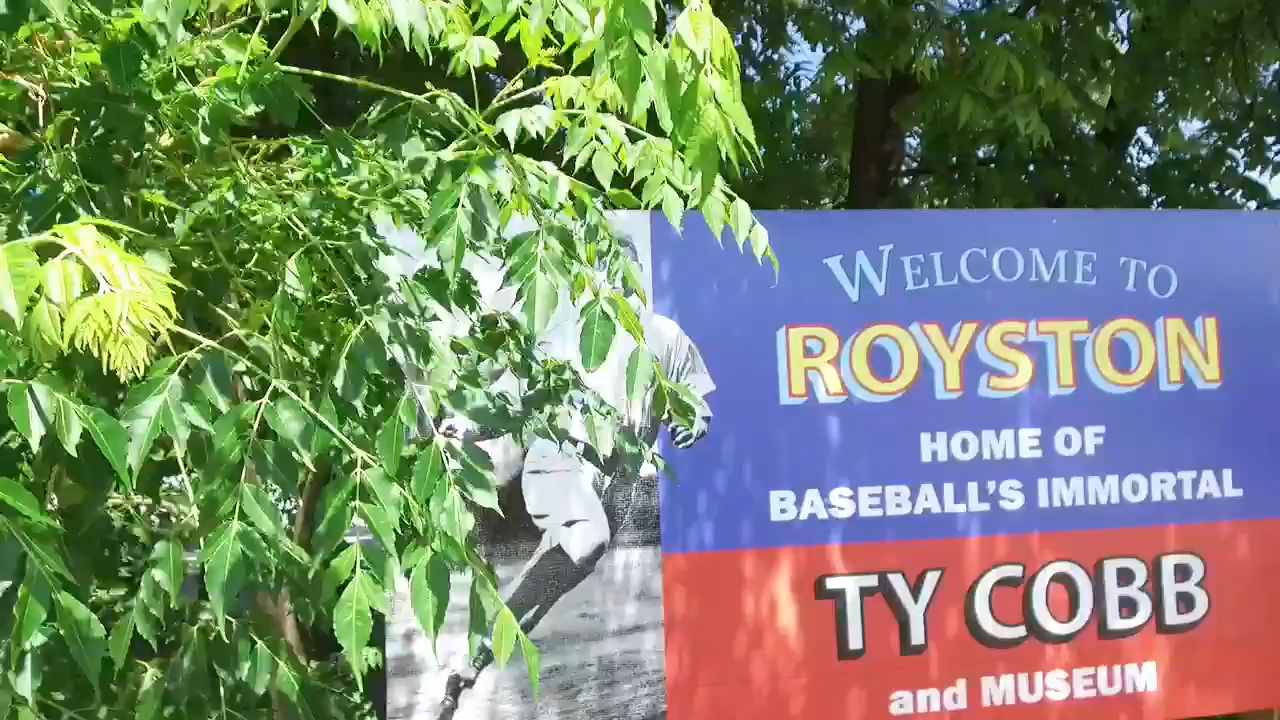 WELCOME TO
ROYSTON
HOME OF
BASEBALL'S IMMORTAL
TY COBB
and MUSEUM